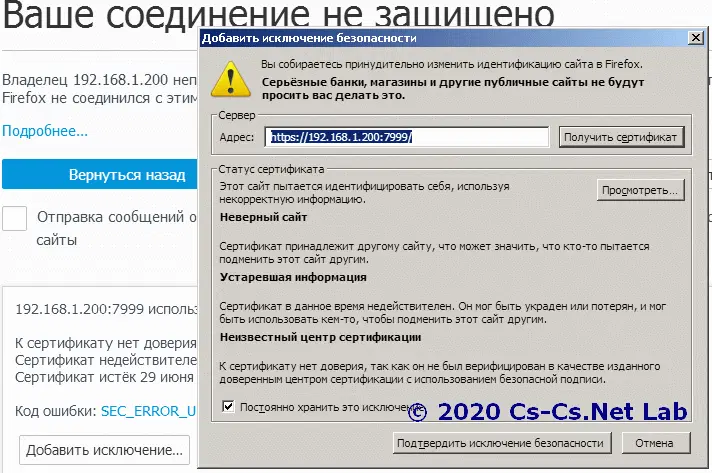 Ваше соединение не защищено
Добавить исключение безопасности
Владелец 192.168.1.200 неп
Firefox не соединился с этим
Подробнее...
Вернуться назад
Отправка сообщений о
сайты
192.168.1.200:7999 использ
К сертификату нет доверия
Сертификат недействителе
Сертификат истёк 29 июня
Код ошибки: SEC_ERROR_U
Добавить исключение...
Вы собираетесь принудительно изменить идентификацию сайта в Firefox.
Серьёзные банки, магазины и другие публичные сайты не будут
просить вас делать это.
Сервер
Адрес: https://192.168.1.200:7999/ Получить сертификат
Статус сертификата
Этот сайт пытается идентифицировать себя, используя
некорректную информацию.
Просмотреть...
Неверный сайт
Сертификат принадлежит другому сайту, что может значить, что кто-то пытается
подменить этот сайт другим.
Устаревшая информация
Сертификат в данное время недействителен. Он мог быть украден или потерян, и мог
быть использовать кем-то, чтобы подменить этот сайт другим.
Неизвестный центр сертификации
К сертификату нет доверия, так как он не был верифицирован в качестве изданного
доверенным центром сертификации с использованием безопасной подписи.
Постоянно хранить это исключение
© 2020 Cs-Cs.Net Lab
Подтвердить исключение безопасности Отмена